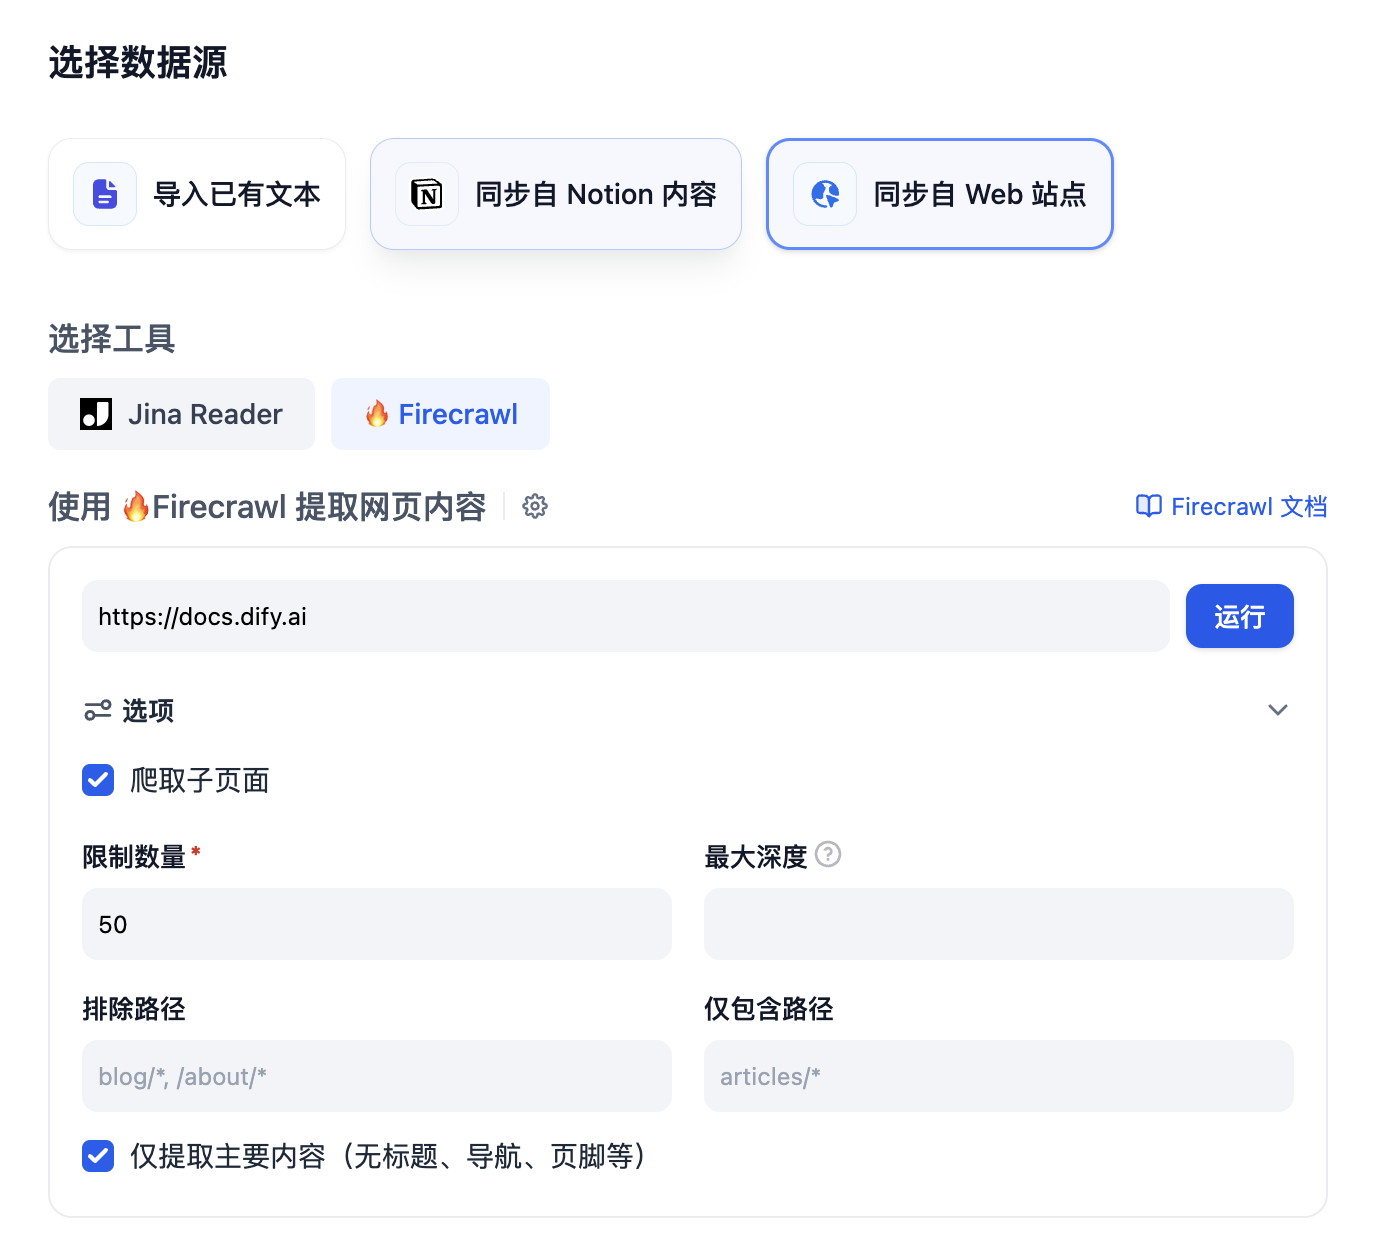 选择数据源
导入已有文本
同步自 Notion 内容
同步自 Web 站点
选择工具
Jina Reader
🔥 Firecrawl
使用 🔥Firecrawl 提取网页内容
Firecrawl 文档
https://docs.dify.ai
运行
选项
爬取子页面
限制数量*
最大深度
50
排除路径
仅包含路径
blog/*, /about/*
articles/*
仅提取主要内容（无标题、导航、页脚等）